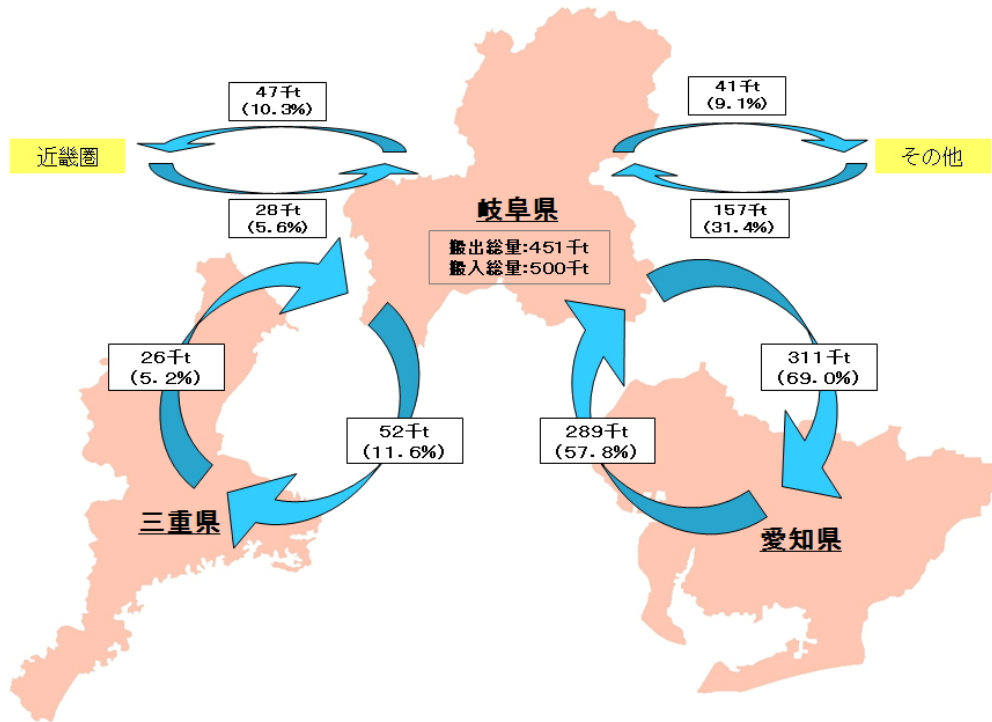 47千t
(10.3%)
41千t
(9.1%)
近畿圏
その他
28千t
(5.6%)
岐阜県
157千t
(31.4%)
搬出総量:451千t
搬入総量:500千t
26千t
(5.2%)
311千t
(69.0%)
52千t
(11.6%)
289千t
(57.8%)
三重県
愛知県